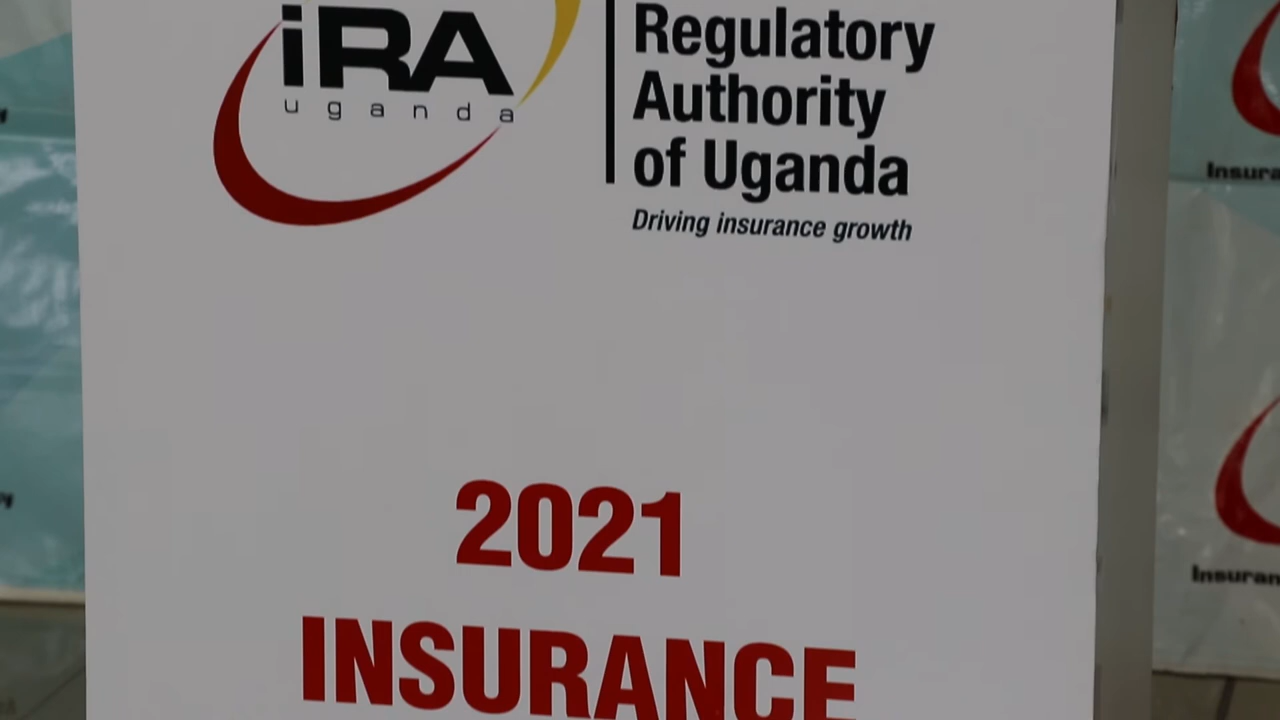 iRA
uganda
Regulatory
Authority
of Uganda
Driving insurance growth
2021
INSURANCE